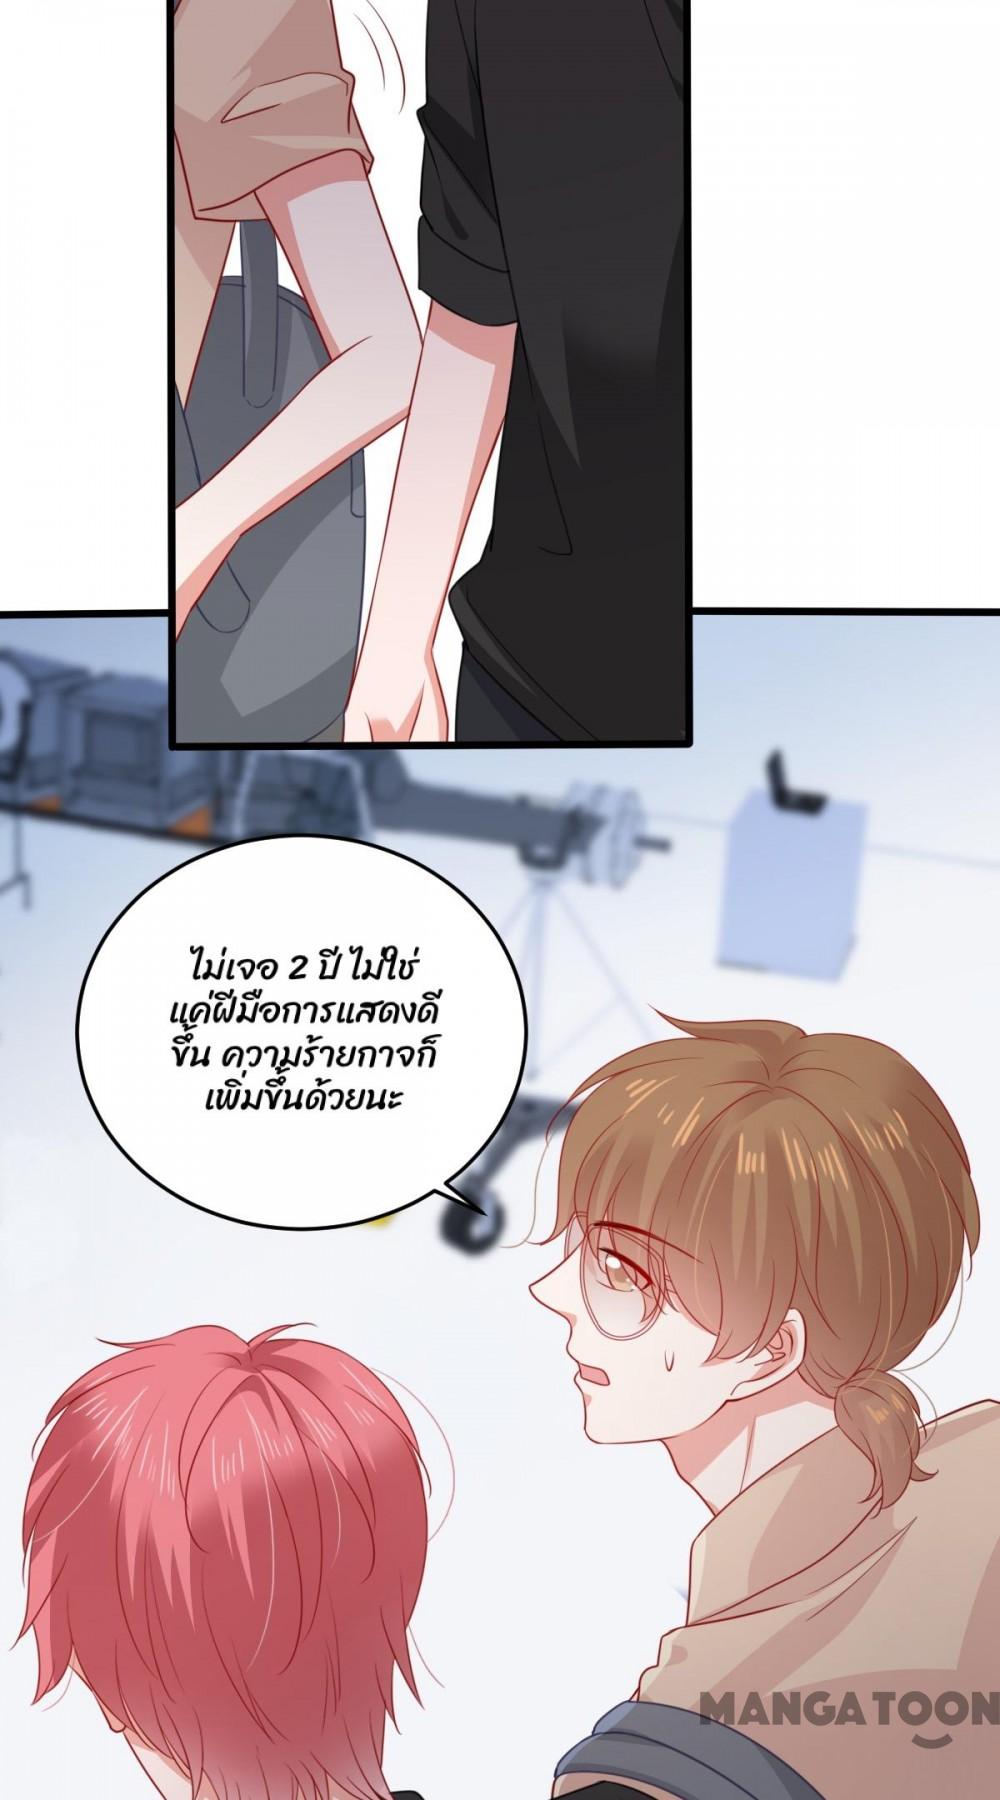 ไม่เจอ 2 ปี ไม่ใช่
แค่ฝีมือการแสดงดี
ขึ้น ความร้ายกาจก็
เพิ่มขึ้นด้วยนะ
MANGATOON